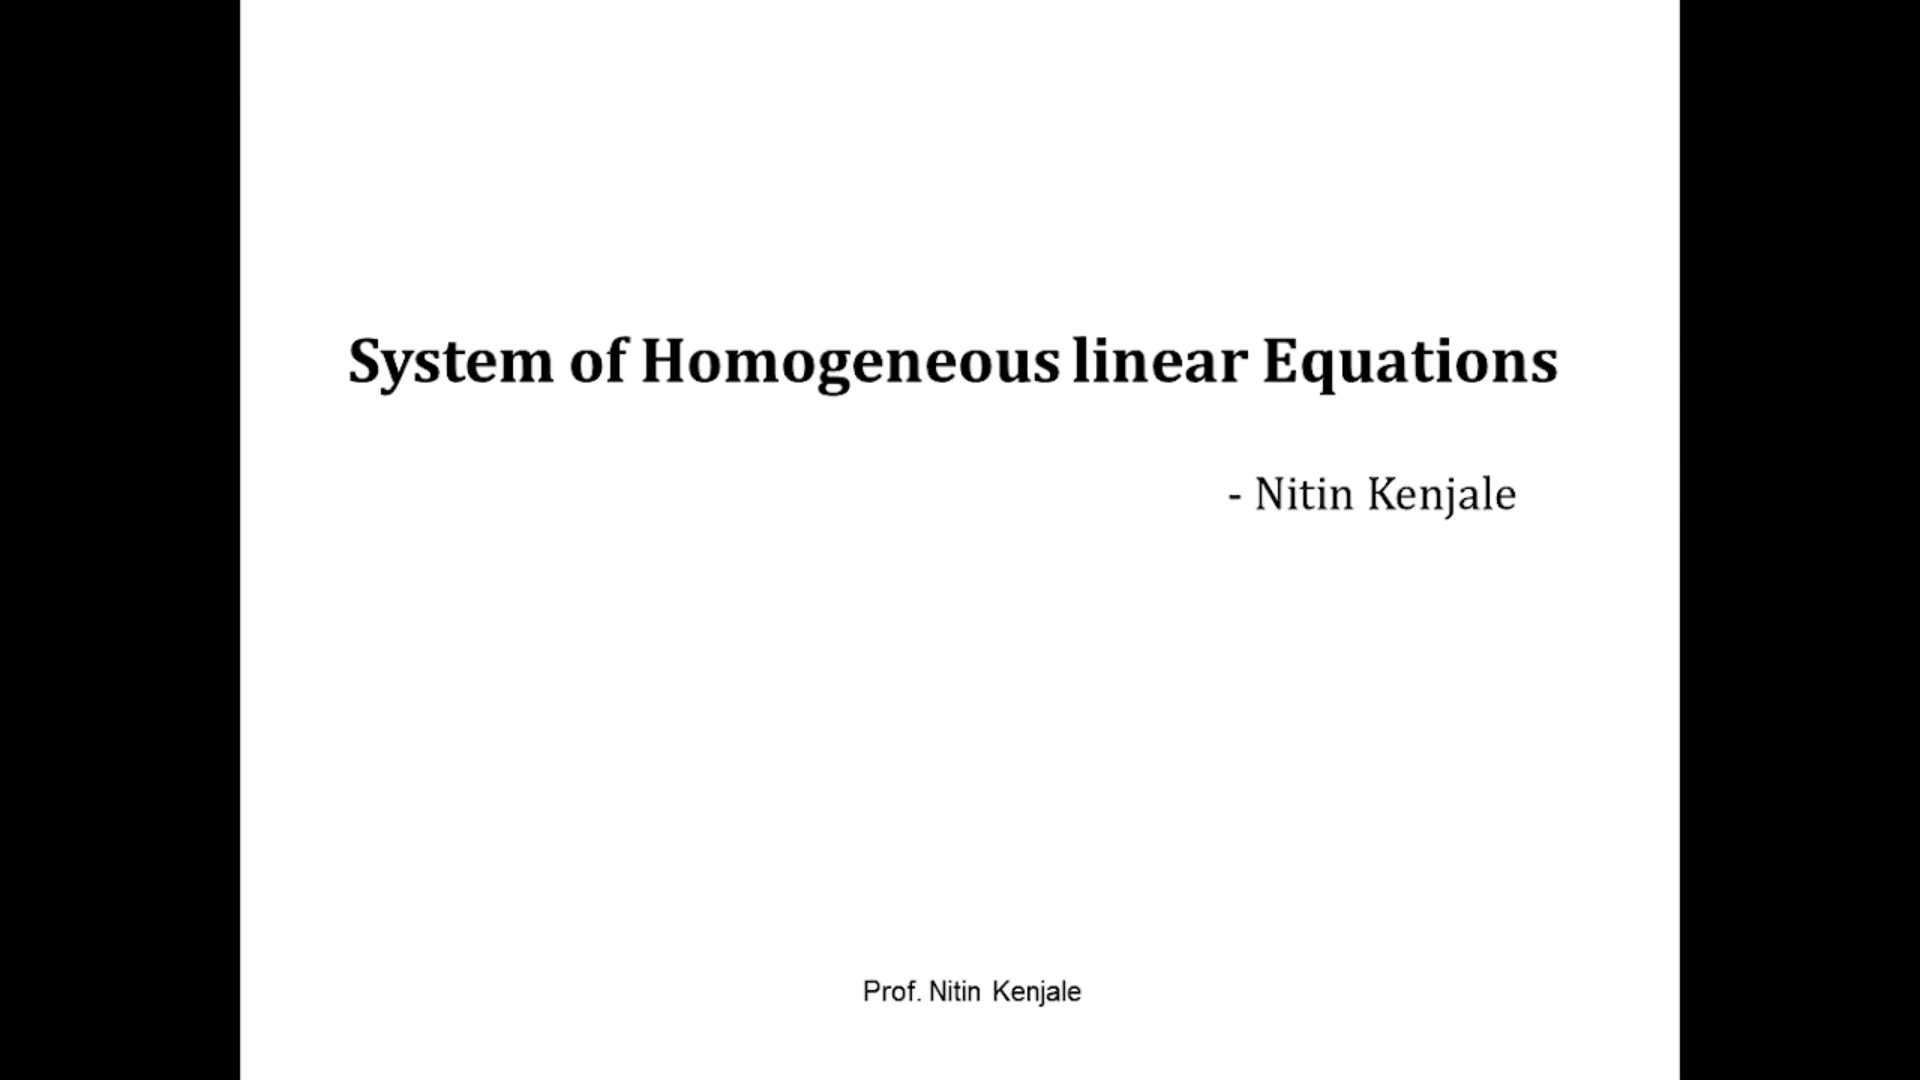 System of Homogeneous linear Equations
- Nitin Kenjale
Prof. Nitin Kenjale